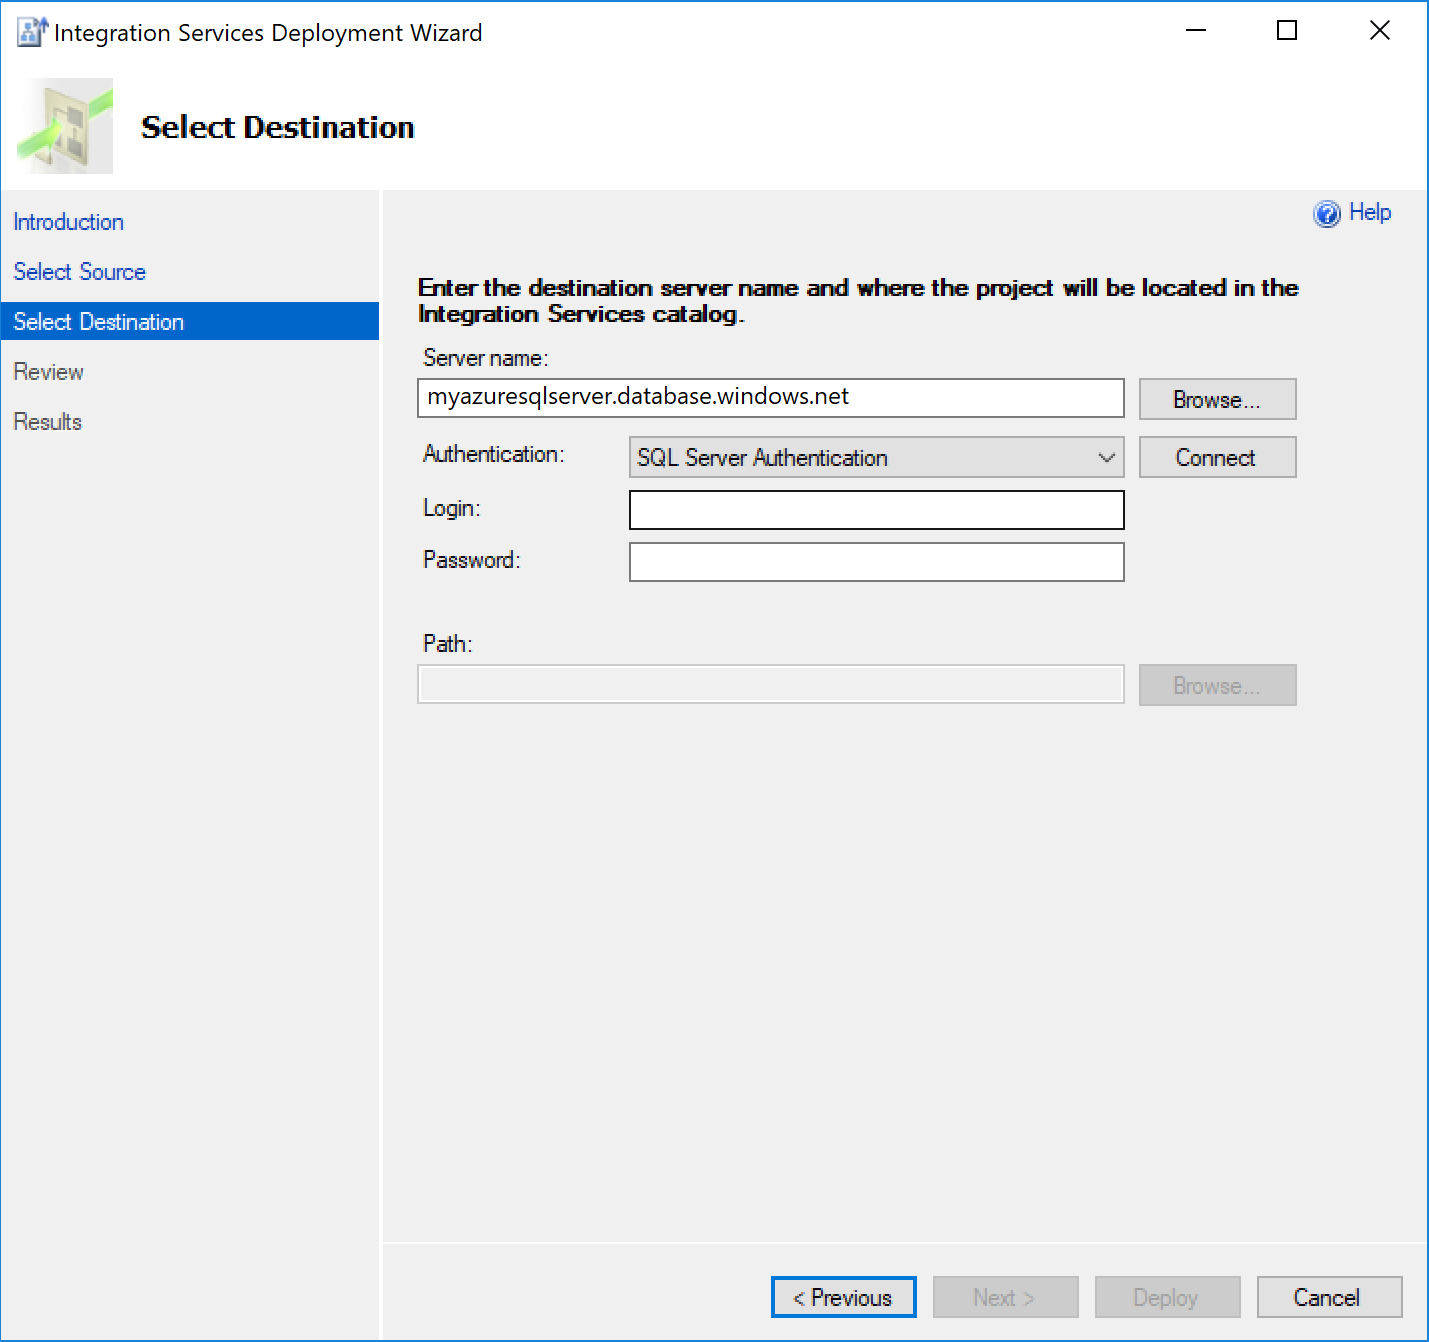 Integration Services Deployment Wizard
Select Destination
Introduction
Select Source
Select Destination
Review
Results
Help
Enter the destination server name and where the project will be located in the
Integration Services catalog.
Server name:
myazuresqlserver.database.windows.net
Browse...
Authentication:
SQL Server Authentication
Connect
Login:
Password:
Path:
Browse...
< Previous
Next >
Deploy
Cancel